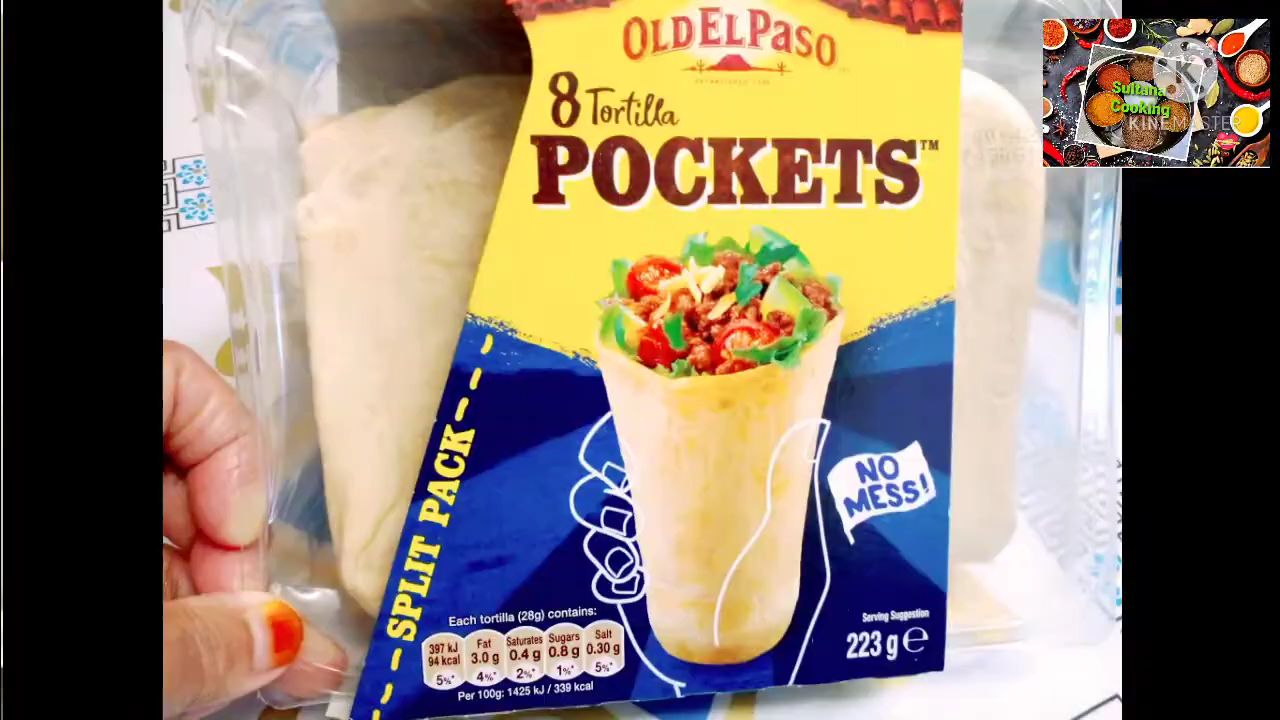 OLD EL PASO
8 Tortilla
POCKETS™
NO
MESS!
SPLIT PACK
Each tortilla (28g) contains:
397 kJ
94 kcal
5%*
Fat
3.0 g
4%*
Saturates
0.4 g
2%*
Sugars
0.8 g
1%*
Salt
0.30 g
5%*
Per 100g: 1425 kJ / 339 kcal
Serving Suggestion
223 g e
Sultana
Cooking
KINEMASTER